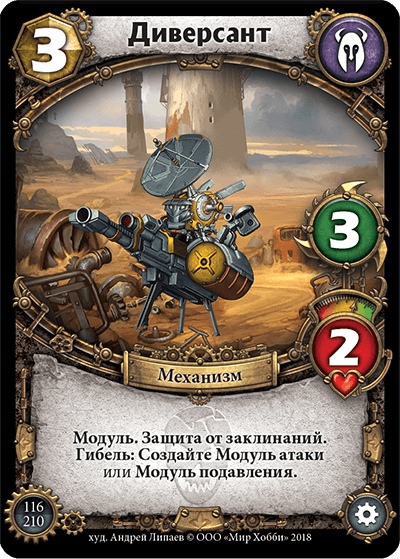 3
Диверсант
3
2
Механизм
Модуль. Защита от заклинаний.
Гибель: Создайте Модуль атаки
или Модуль подавления.
116
210
худ. Андрей Липаев © ООО «Мир Хобби» 2018